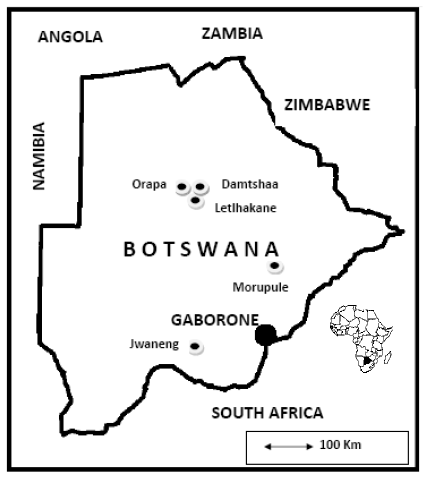 ANGOLA
ZAMBIA
ZIMBABWE
NAMIBIA
Orapa
Damtshaa
Letlhakane
BOTSWANA
Morupule
GABORONE
Jwaneng
SOUTH AFRICA
100 Km